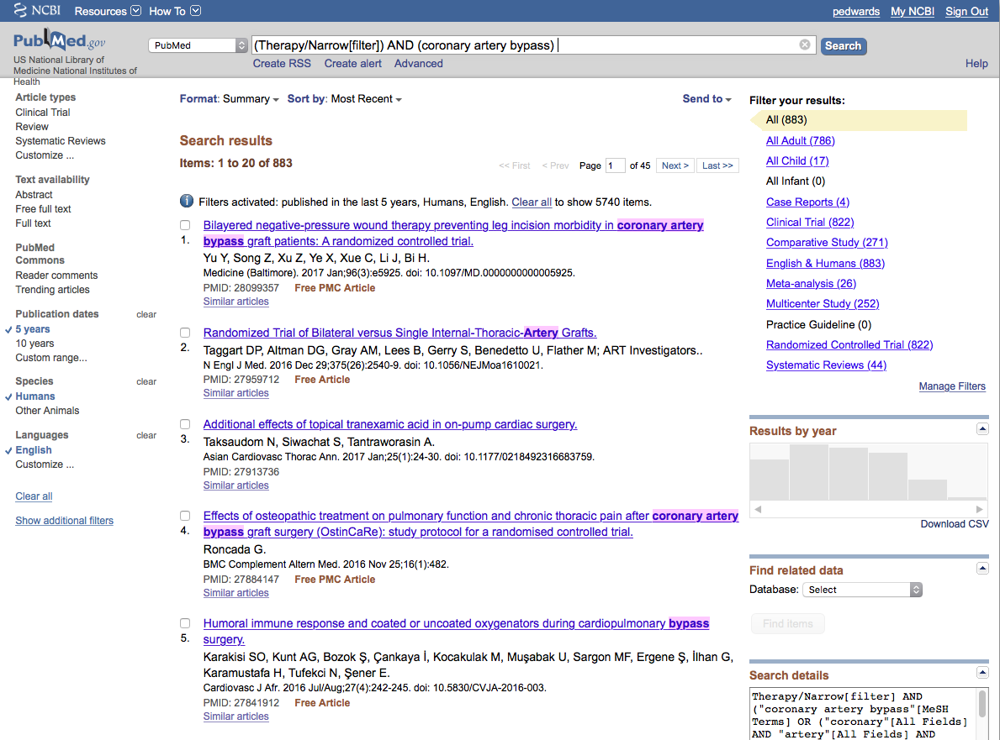 NCBI Resources How To pedwards My NCBI Sign Out
PubMed.gov
US National Library of
Medicine National Institutes of
Health
PubMed (Therapy/Narrow[filter]) AND (coronary artery bypass) Search
Create RSS Create alert Advanced Help
Article types
Clinical Trial
Review
Systematic Reviews
Customize ...
Text availability
Abstract
Free full text
Full text
PubMed
Commons
Reader comments
Trending articles
Publication dates clear
5 years
10 years
Custom range...
Species clear
Humans
Other Animals
Languages clear
English
Customize ...
Clear all
Show additional filters
Format: Summary Sort by: Most Recent Send to
Search results
Items: 1 to 20 of 883
<< First < Prev Page 1 of 45 Next > Last >>
Filters activated: published in the last 5 years, Humans, English. Clear all to show 5740 items.
Bilayered negative-pressure wound therapy preventing leg incision morbidity in coronary artery
1. bypass graft patients: A randomized controlled trial.
Yu Y, Song Z, Xu Z, Ye X, Xue C, Li J, Bi H.
Medicine (Baltimore). 2017 Jan;96(3):e5925. doi: 10.1097/MD.0000000000005925.
PMID: 28099357 Free PMC Article
Similar articles
Randomized Trial of Bilateral versus Single Internal-Thoracic-Artery Grafts.
2. Taggart DP, Altman DG, Gray AM, Lees B, Gerry S, Benedetto U, Flather M; ART Investigators..
N Engl J Med. 2016 Dec 29;375(26):2540-9. doi: 10.1056/NEJMoa1610021.
PMID: 27959712 Free Article
Similar articles
Additional effects of topical tranexamic acid in on-pump cardiac surgery.
3. Taksaudom N, Siwachat S, Tantraworasin A.
Asian Cardiovasc Thorac Ann. 2017 Jan;25(1):24-30. doi: 10.1177/0218492316683759.
PMID: 27913736
Similar articles
Effects of osteopathic treatment on pulmonary function and chronic thoracic pain after coronary artery
4. bypass graft surgery (OstinCaRe): study protocol for a randomised controlled trial.
Roncada G.
BMC Complement Altern Med. 2016 Nov 25;16(1):482.
PMID: 27884147 Free PMC Article
Similar articles
Humoral immune response and coated or uncoated oxygenators during cardiopulmonary bypass
5. surgery.
Karakisi SO, Kunt AG, Bozok Ş, Çankaya İ, Kocakulak M, Muşabak U, Sargon MF, Ergene Ş, İlhan G,
Karamustafa H, Tufekci N, Şener E.
Cardiovasc J Afr. 2016 Jul/Aug;27(4):242-245. doi: 10.5830/CVJA-2016-003.
PMID: 27841912 Free Article
Similar articles
Filter your results:
All (883)
All Adult (786)
All Child (17)
All Infant (0)
Case Reports (4)
Clinical Trial (822)
Comparative Study (271)
English & Humans (883)
Meta-analysis (26)
Multicenter Study (252)
Practice Guideline (0)
Randomized Controlled Trial (822)
Systematic Reviews (44)
Manage Filters
Results by year
Download CSV
Find related data
Database: Select
Find items
Search details
Therapy/Narrow[filter] AND
("coronary artery bypass"[MeSH
Terms] OR ("coronary"[All Fields]
AND "artery"[All Fields] AND